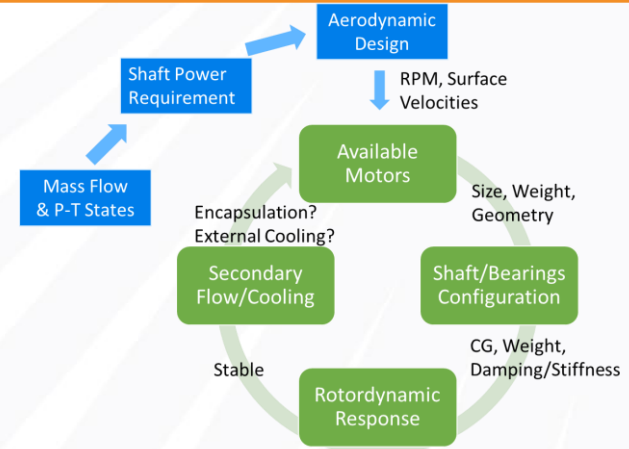 Aerodynamic
Design
Shaft Power
Requirement
RPM, Surface
Velocities
Mass Flow
& P-T States
Available
Motors
Size, Weight,
Geometry
Encapsulation?
External Cooling?
Secondary
Flow/Cooling
Shaft/Bearings
Configuration
CG, Weight,
Damping/Stiffness
Stable
Rotordynamic
Response